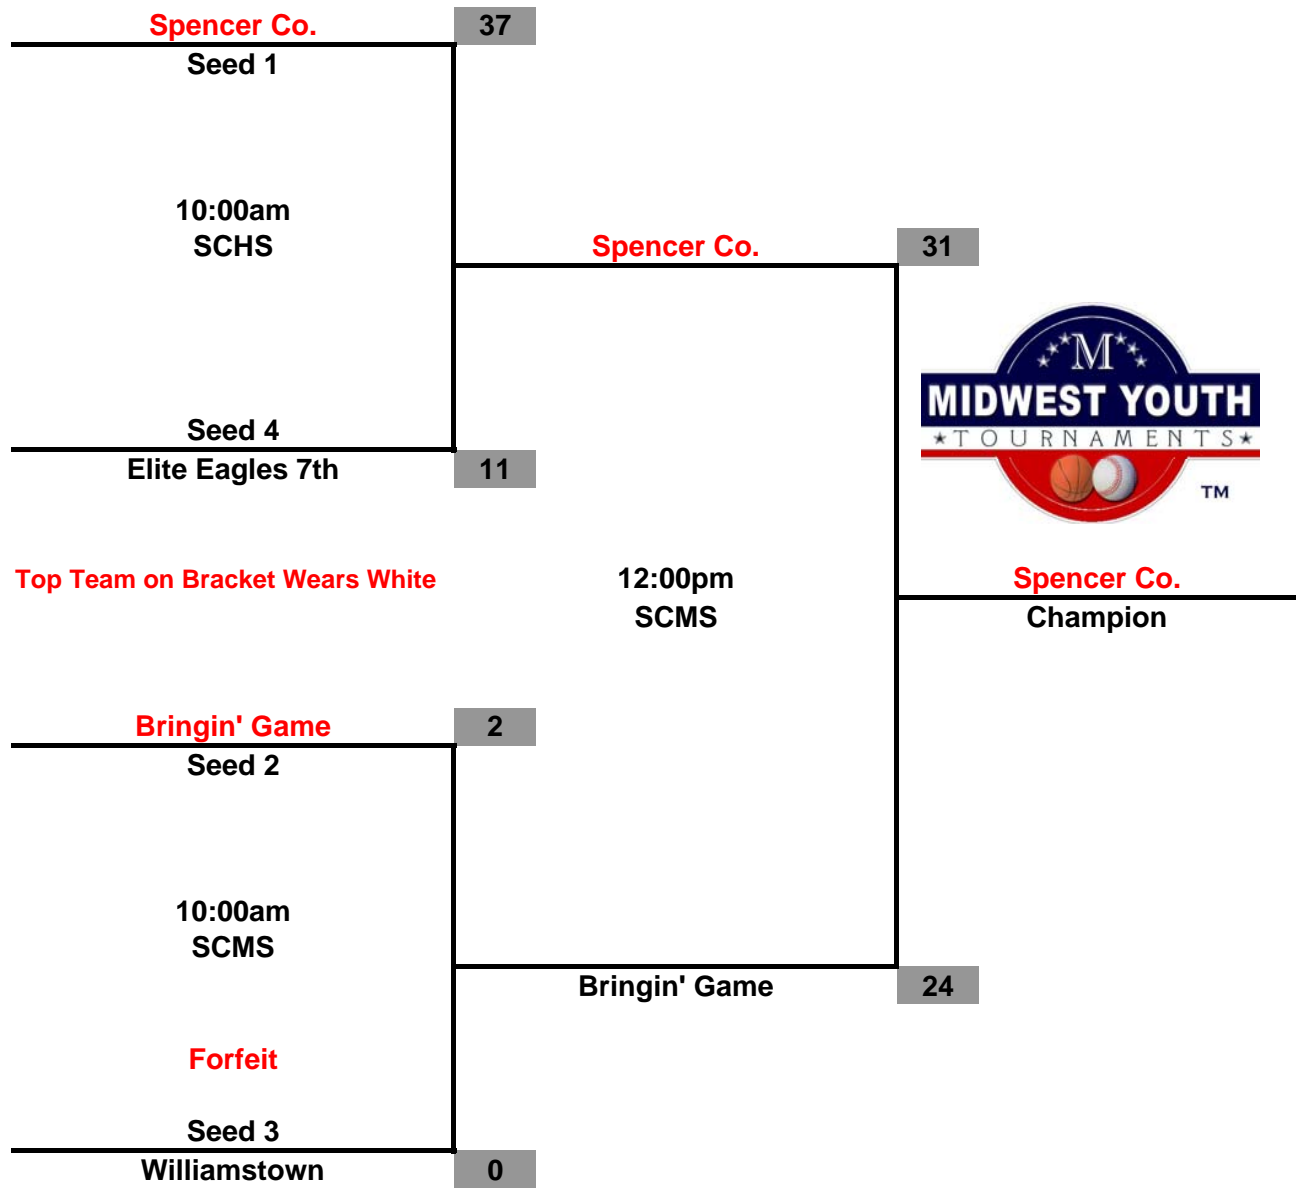 Spencer Co.
37
Seed 1
10:00am
SCHS
Spencer Co.
31
M
MIDWEST YOUTH
TOURNAMENTS
TM
Seed 4
Elite Eagles 7th
11
Top Team on Bracket Wears White
12:00pm
SCMS
Spencer Co.
Champion
Bringin' Game
2
Seed 2
10:00am
SCMS
Bringin' Game
24
Forfeit
Seed 3
Williamstown
0